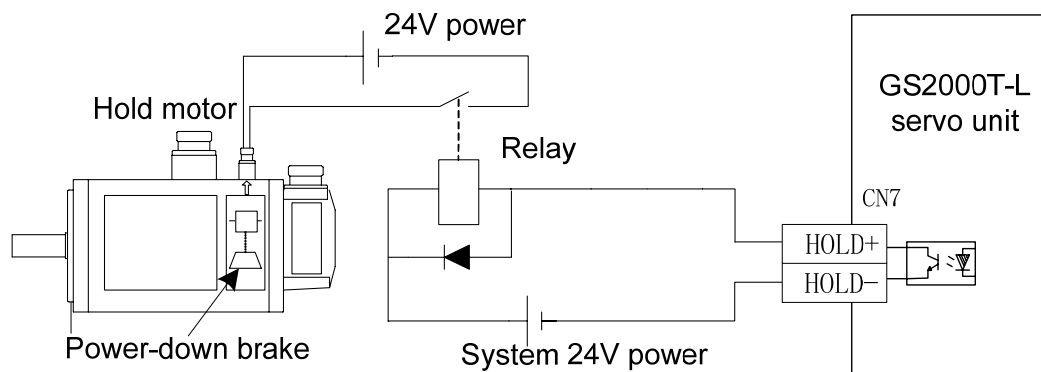 24V power
Hold motor
GS2000T-L
servo unit
Relay
CN7
HOLD+
HOLD-
Power-down brake
System 24V power